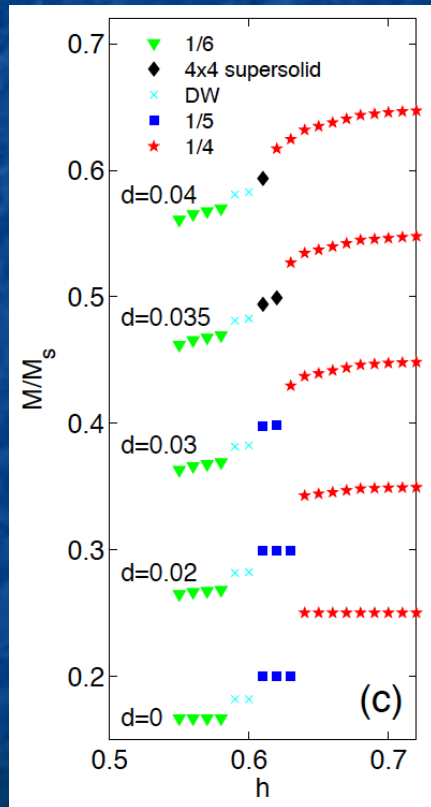 0.7
1/6
4x4 supersolid
DW
1/5
1/4
0.6
d=0.04
M/Ms
0.5
d=0.035
0.4
d=0.03
0.3
d=0.02
0.2
d=0
(c)
0.5
0.6
0.7
h